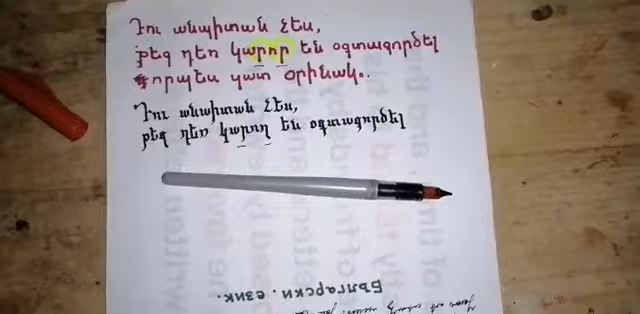 Դու անպիտան չես,
քեզ դեռ կարոր են օգտագործել
որպես վատ օրինակ..
Դու անպիտան չես,
քեզ դեռ կարող են օգտագործել
Български. език.